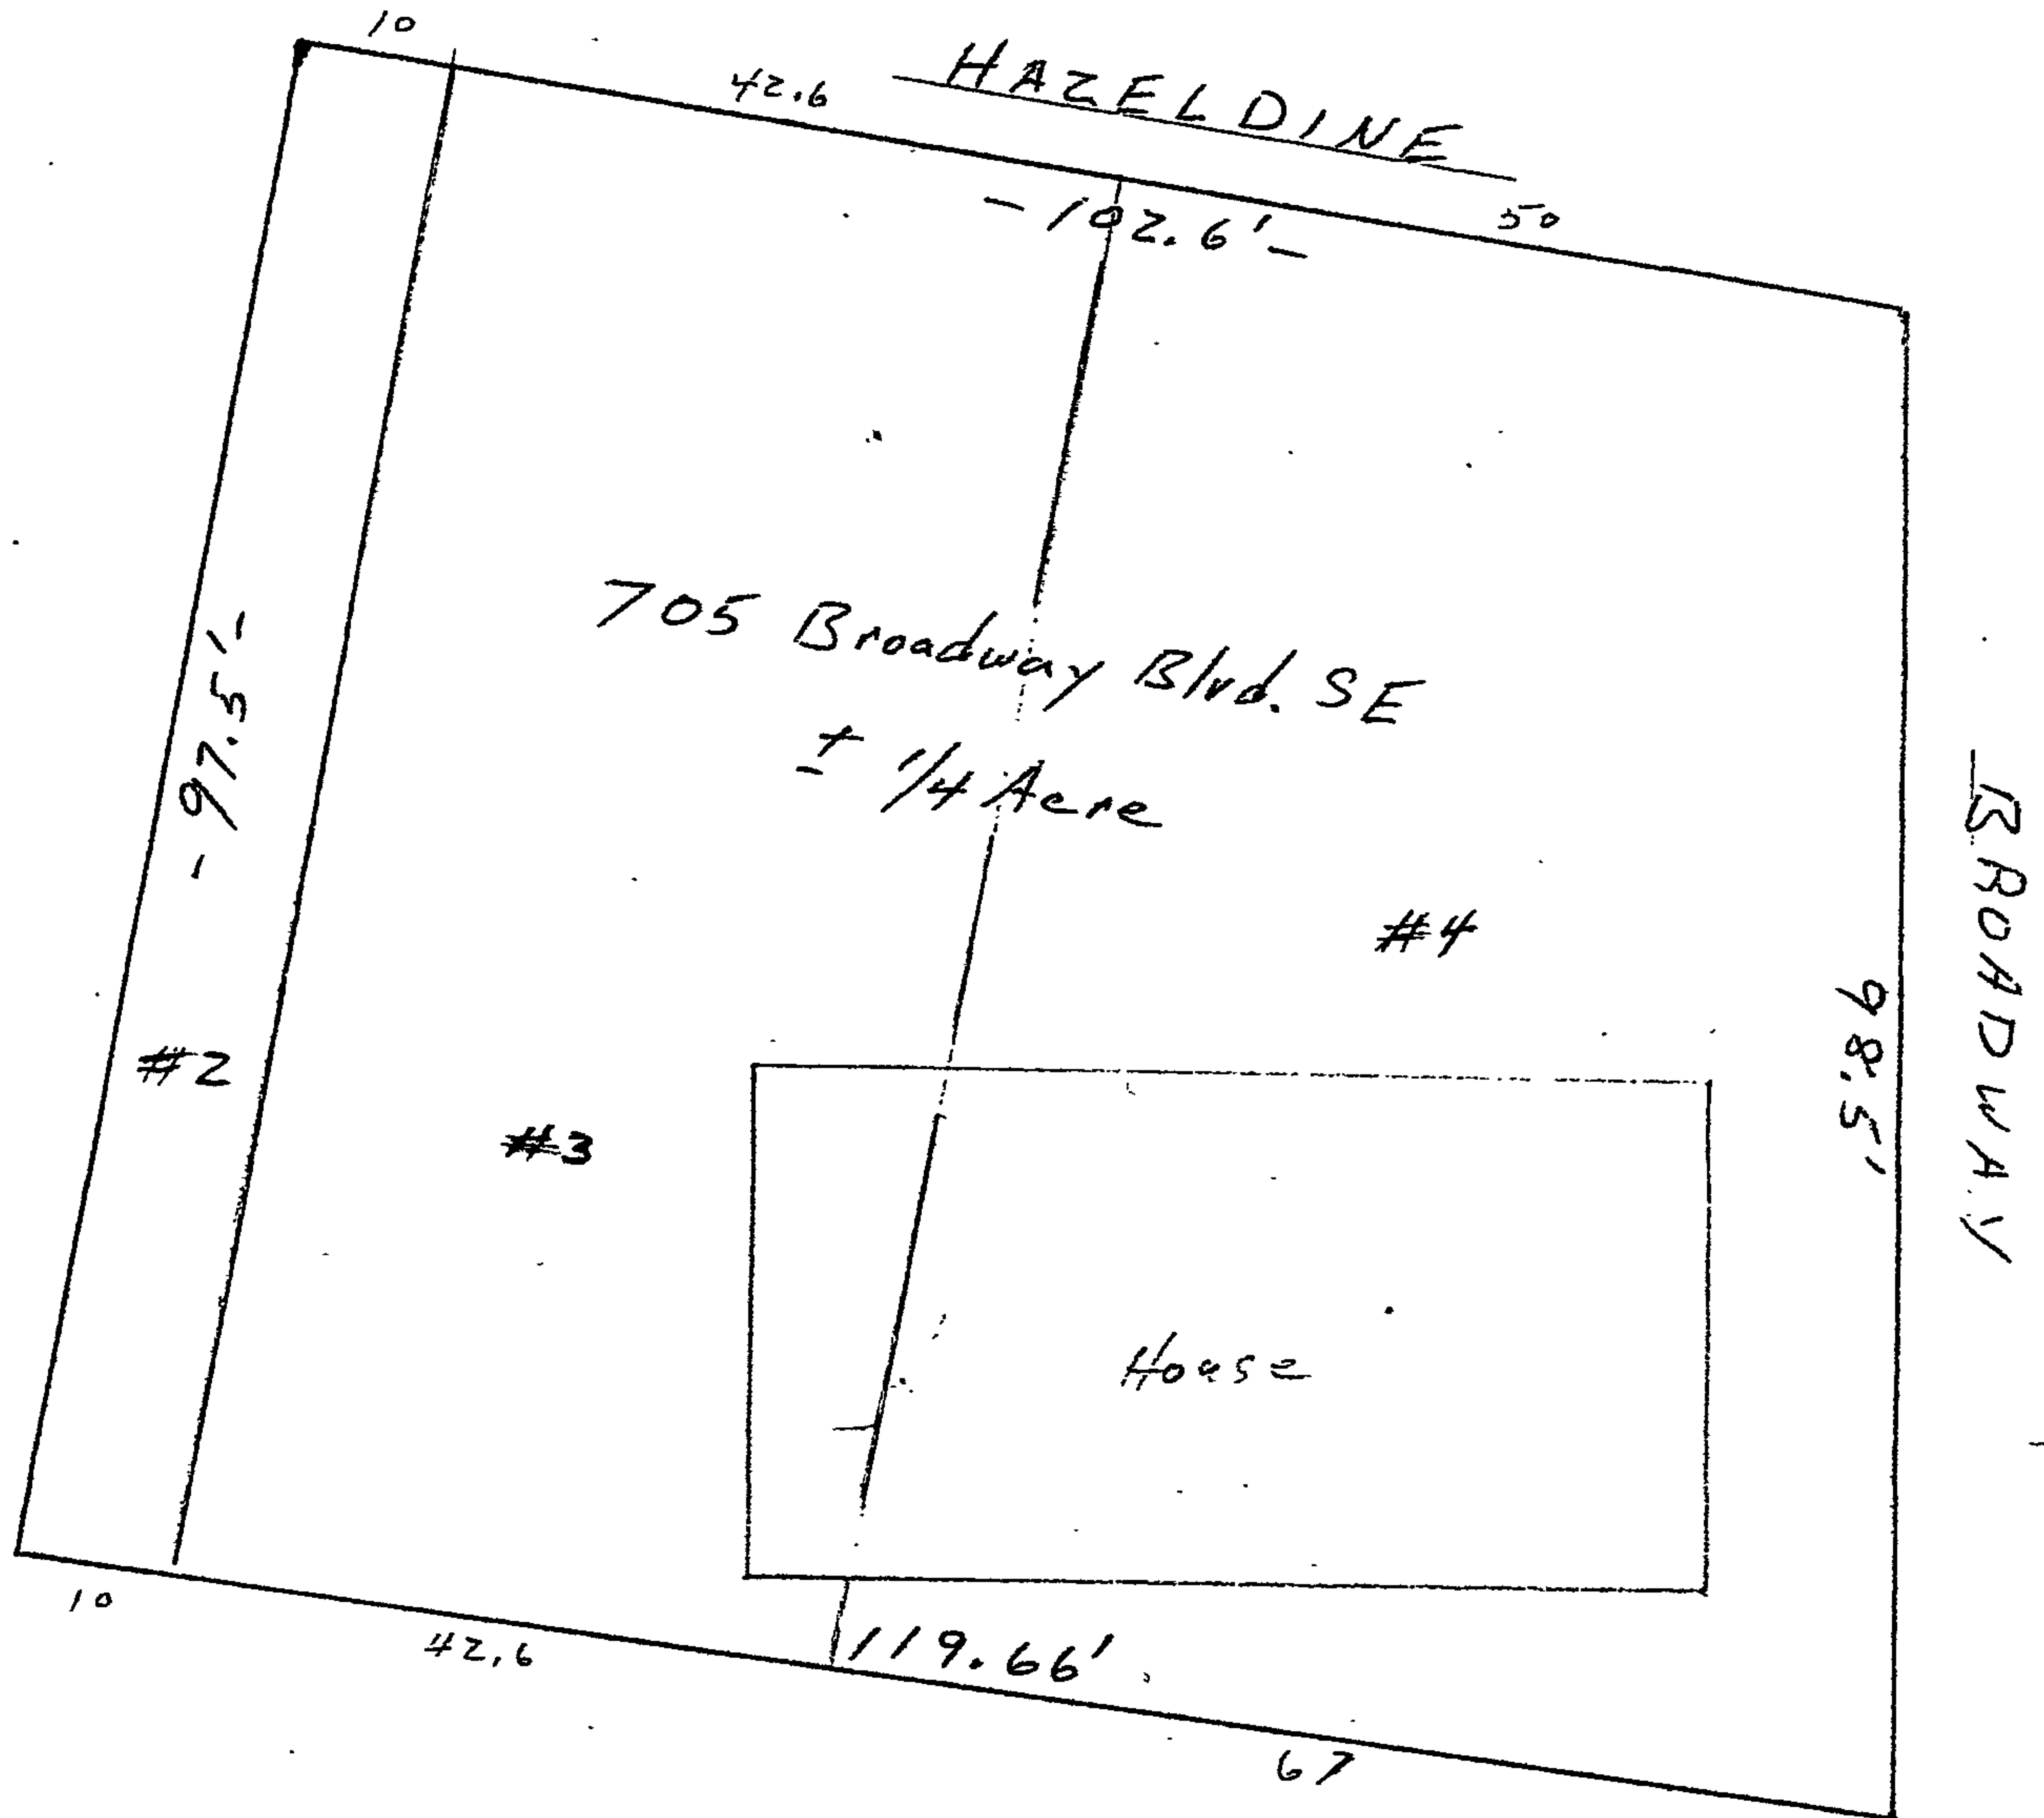 10
42.6
HAZELDINE
- 102.6' -
50
705 Broadway Blvd. SE
± 1/4 Acre
- 97.5' -
BROADWAY
#4
98.5'
#2
#3
House
10
42.6
119.66'
67